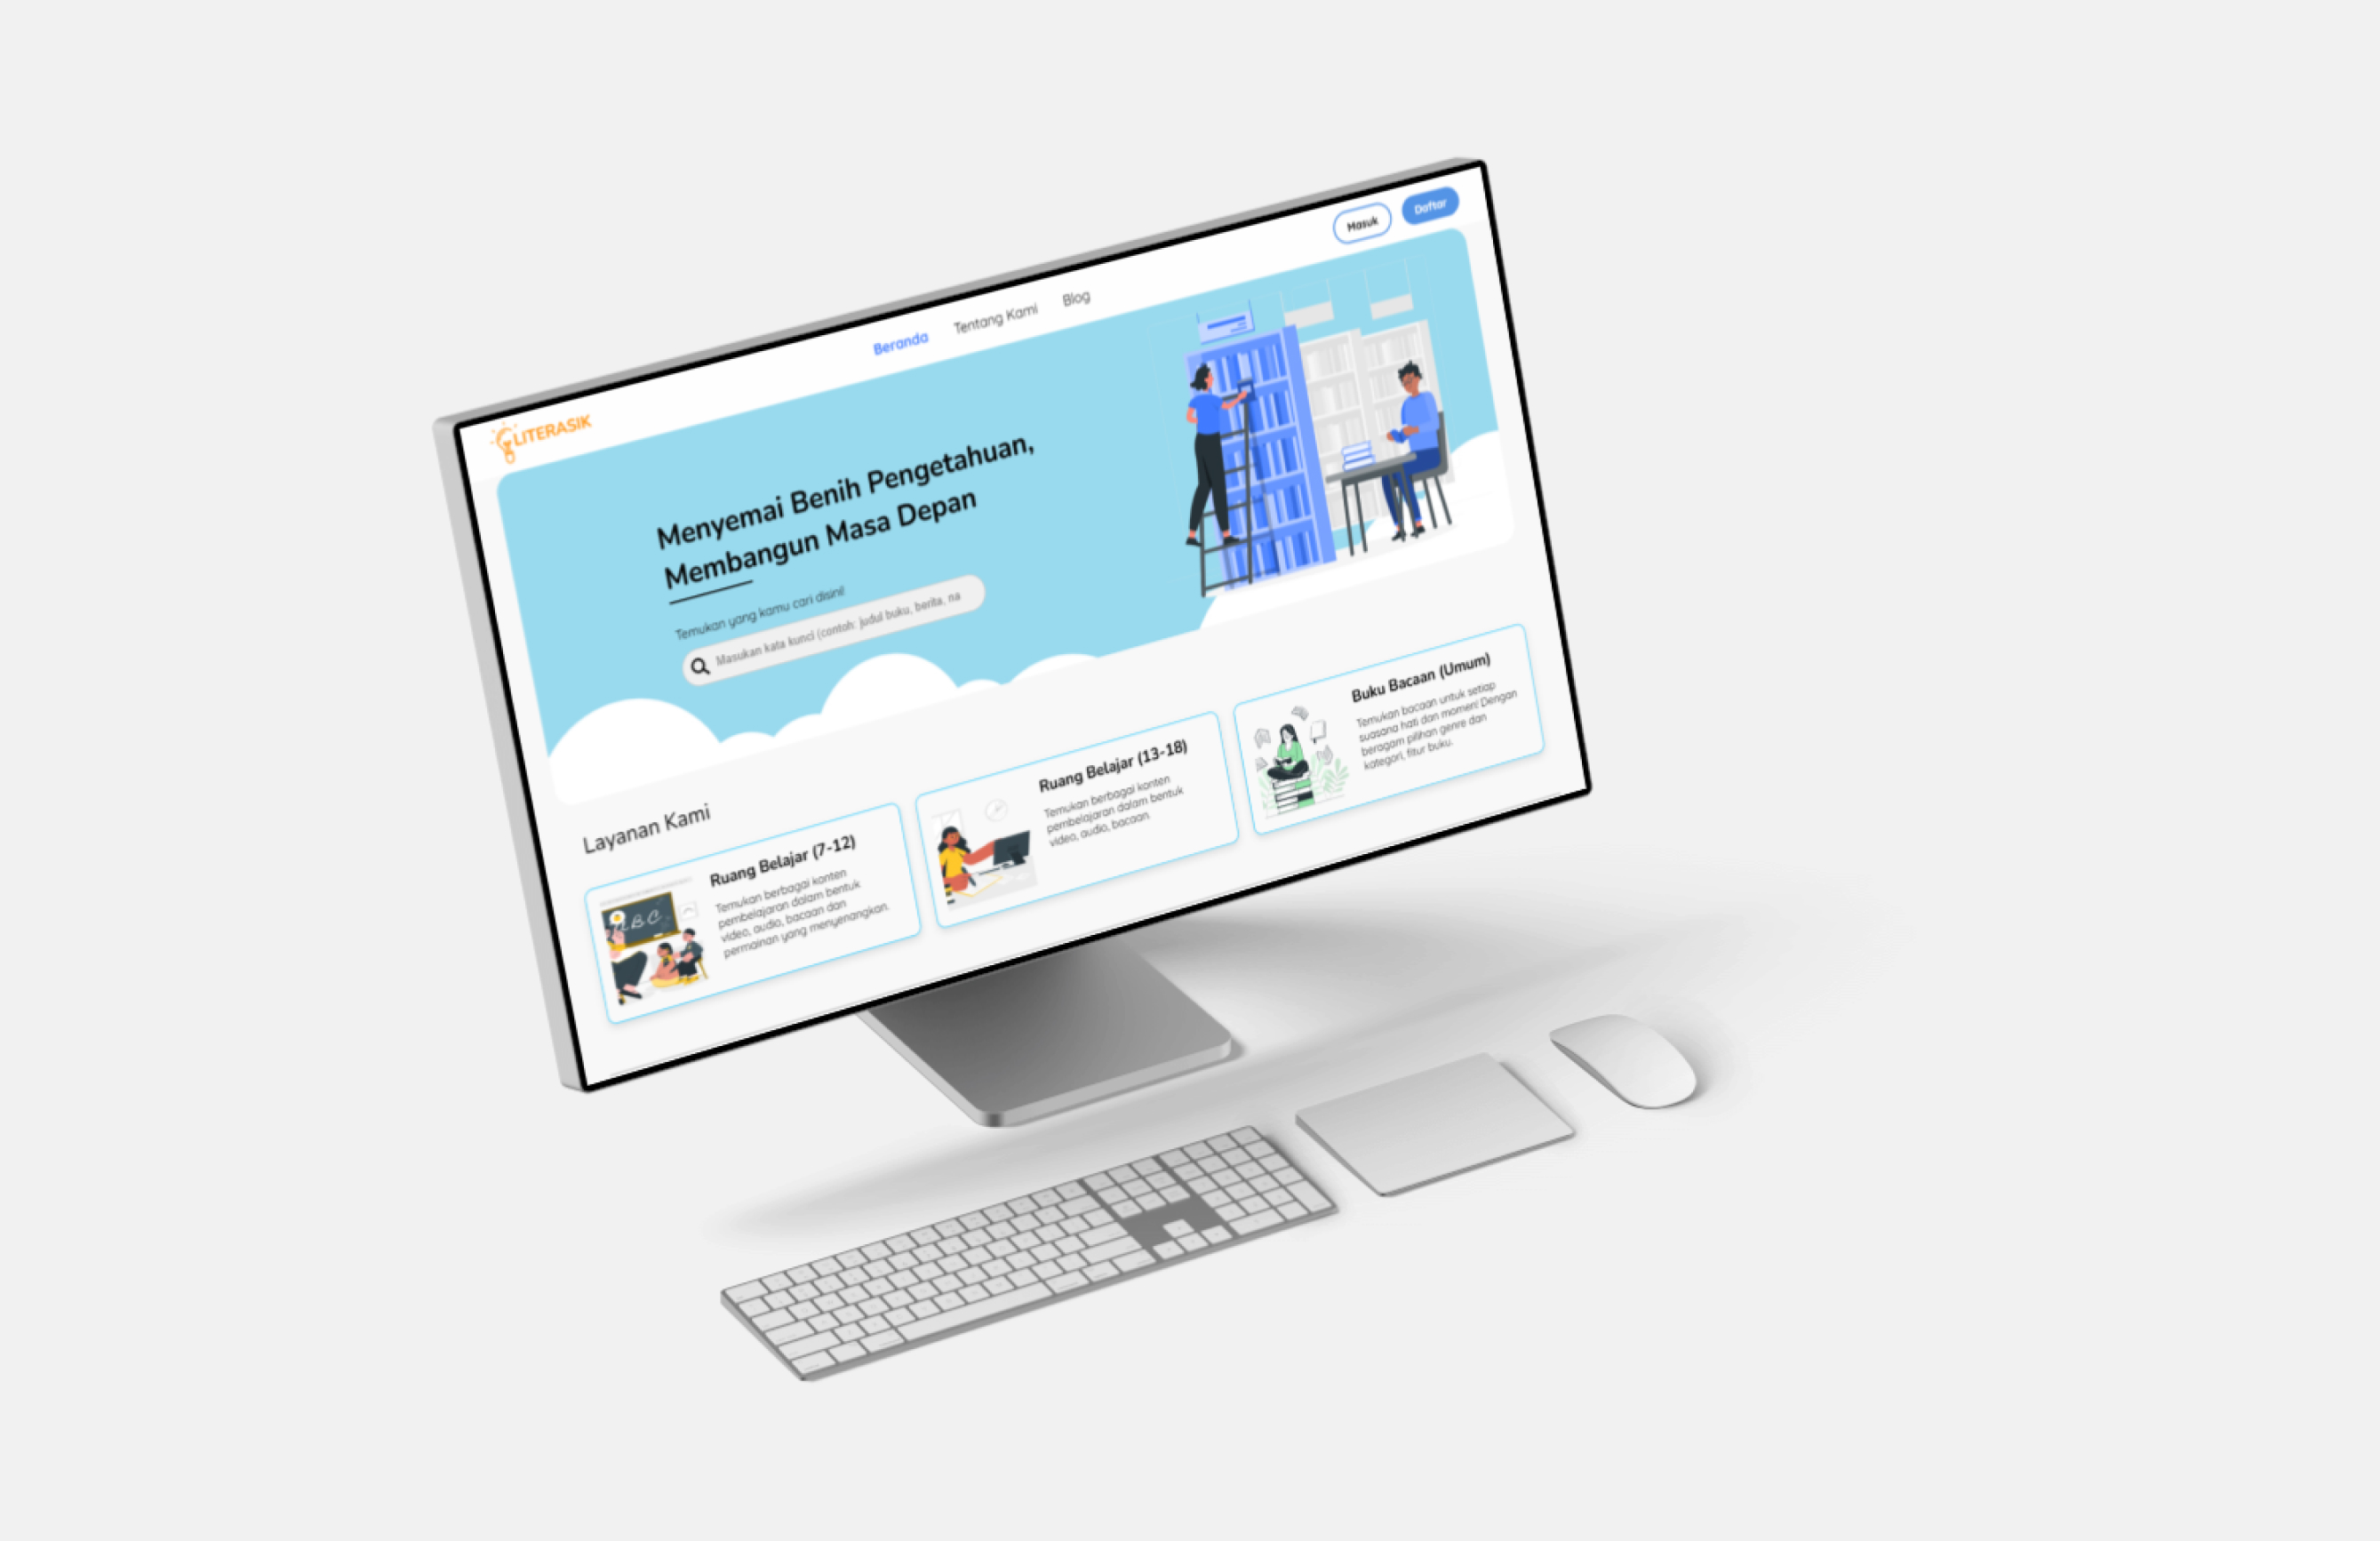 LITERASIK
Beranda
Tentang Kami
Blog
Masuk
Daftar
Menyemai Benih Pengetahuan,
Membangun Masa Depan
Temukan yang kamu cari disini!
Masukan kata kunci (contoh: judul buku, berita, na
Layanan Kami
ABC
Ruang Belajar (7-12)
Temukan berbagai konten
pembelajaran dalam bentuk
video, audio, bacaan dan
permainan yang menyenangkan.
Ruang Belajar (13-18)
Temukan berbagai konten
pembelajaran dalam bentuk
video, audio, bacaan.
Buku Bacaan (Umum)
Temukan bacaan untuk setiap
suasana hati dan momen! Dengan
beragam pilihan genre dan
kategori, fitur buku.